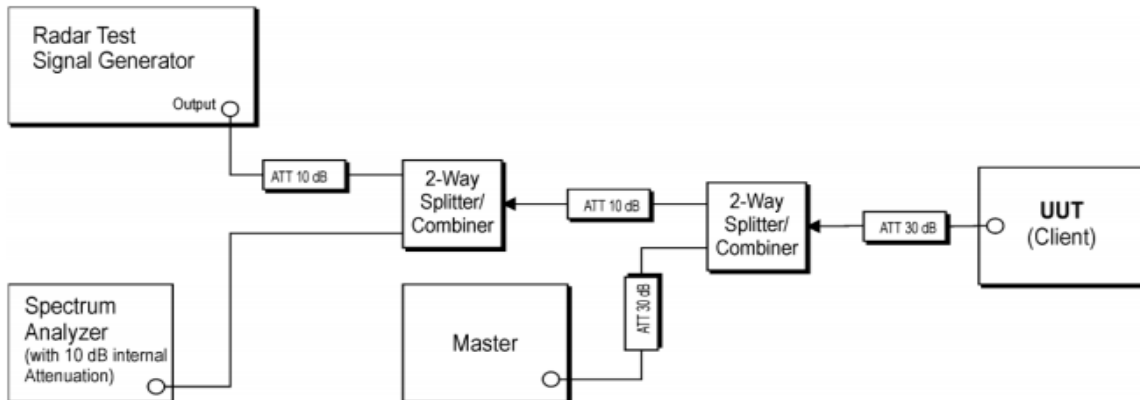 Radar Test
Signal Generator
Output
ATT 10 dB
2-Way
Splitter/
Combiner
ATT 10 dB
2-Way
Splitter/
Combiner
ATT 30 dB
UUT
(Client)
Spectrum
Analyzer
(with 10 dB internal
Attenuation)
Master
ATT 30 dB